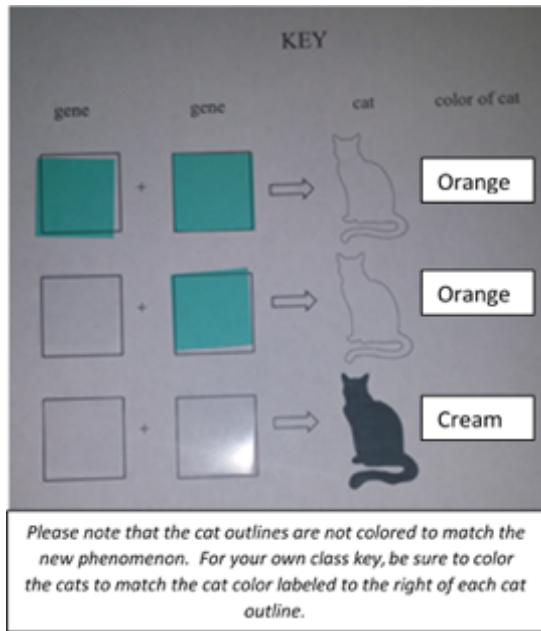 KEY
gene gene cat color of cat
+ Orange
+ Orange
+ Cream
Please note that the cat outlines are not colored to match the
new phenomenon. For your own class key, be sure to color
the cats to match the cat color labeled to the right of each cat
outline.